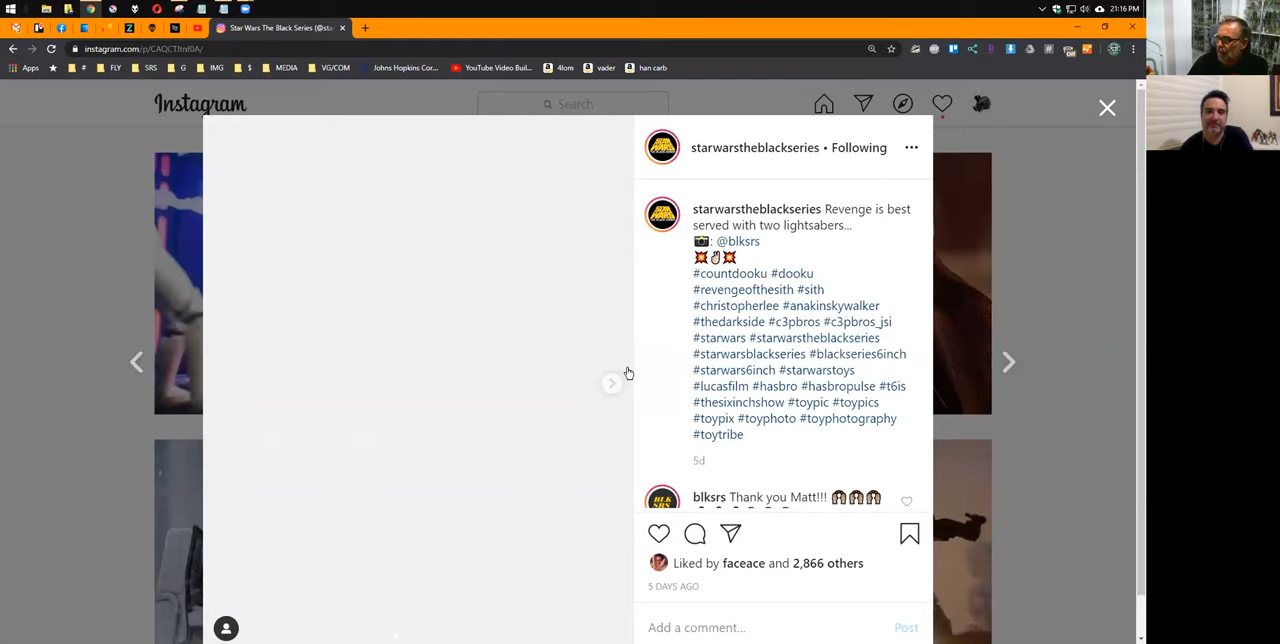 21:16 PM
Star Wars The Black Series (@sta
instagram.com/p/CAQCTJtnf0A/
Apps
#
FLY
SRS
G
IMG
$
MEDIA
VG/COM
Johns Hopkins Cor...
YouTube Video Buil...
4lom
vader
han carb
Instagram
Search
starwarstheblackseries • Following
starwarstheblackseries Revenge is best
served with two lightsabers...
: @blksrs
#countdooku #dooku
#revengeofthesith #sith
#christopherlee #anakinskywalker
#thedarkside #c3pbros #c3pbros_jsi
#starwars #starwarstheblackseries
#starwarsblackseries #blackseries6inch
#starwars6inch #starwarstoys
#lucasfilm #hasbro #hasbropulse #t6is
#thesixinchshow #toypic #toypics
#toypix #toyphoto #toyphotography
#toytribe
5d
blksrs Thank you Matt!!!
Liked by faceace and 2,866 others
5 DAYS AGO
Add a comment...
Post